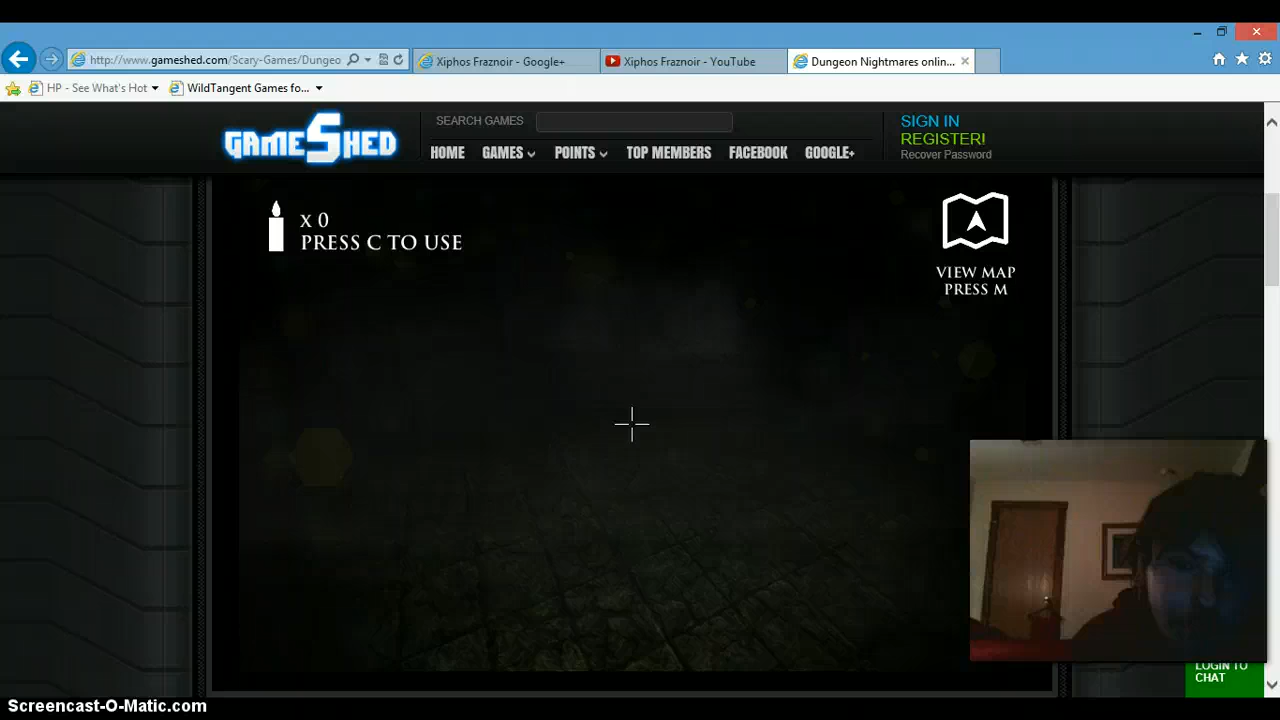 http://www.gameshed.com/Scary-Games/Dungeo
Xiphos Fraznoir - Google+
Xiphos Fraznoir - YouTube
Dungeon Nightmares onlin...
HP - See What's Hot
WildTangent Games fo...
GAMESHED
SEARCH GAMES
SIGN IN
REGISTER!
Recover Password
HOME
GAMES
POINTS
TOP MEMBERS
FACEBOOK
GOOGLE+
x 0
PRESS C TO USE
VIEW MAP
PRESS M
LOGIN TO
CHAT
Screencast-O-Matic.com